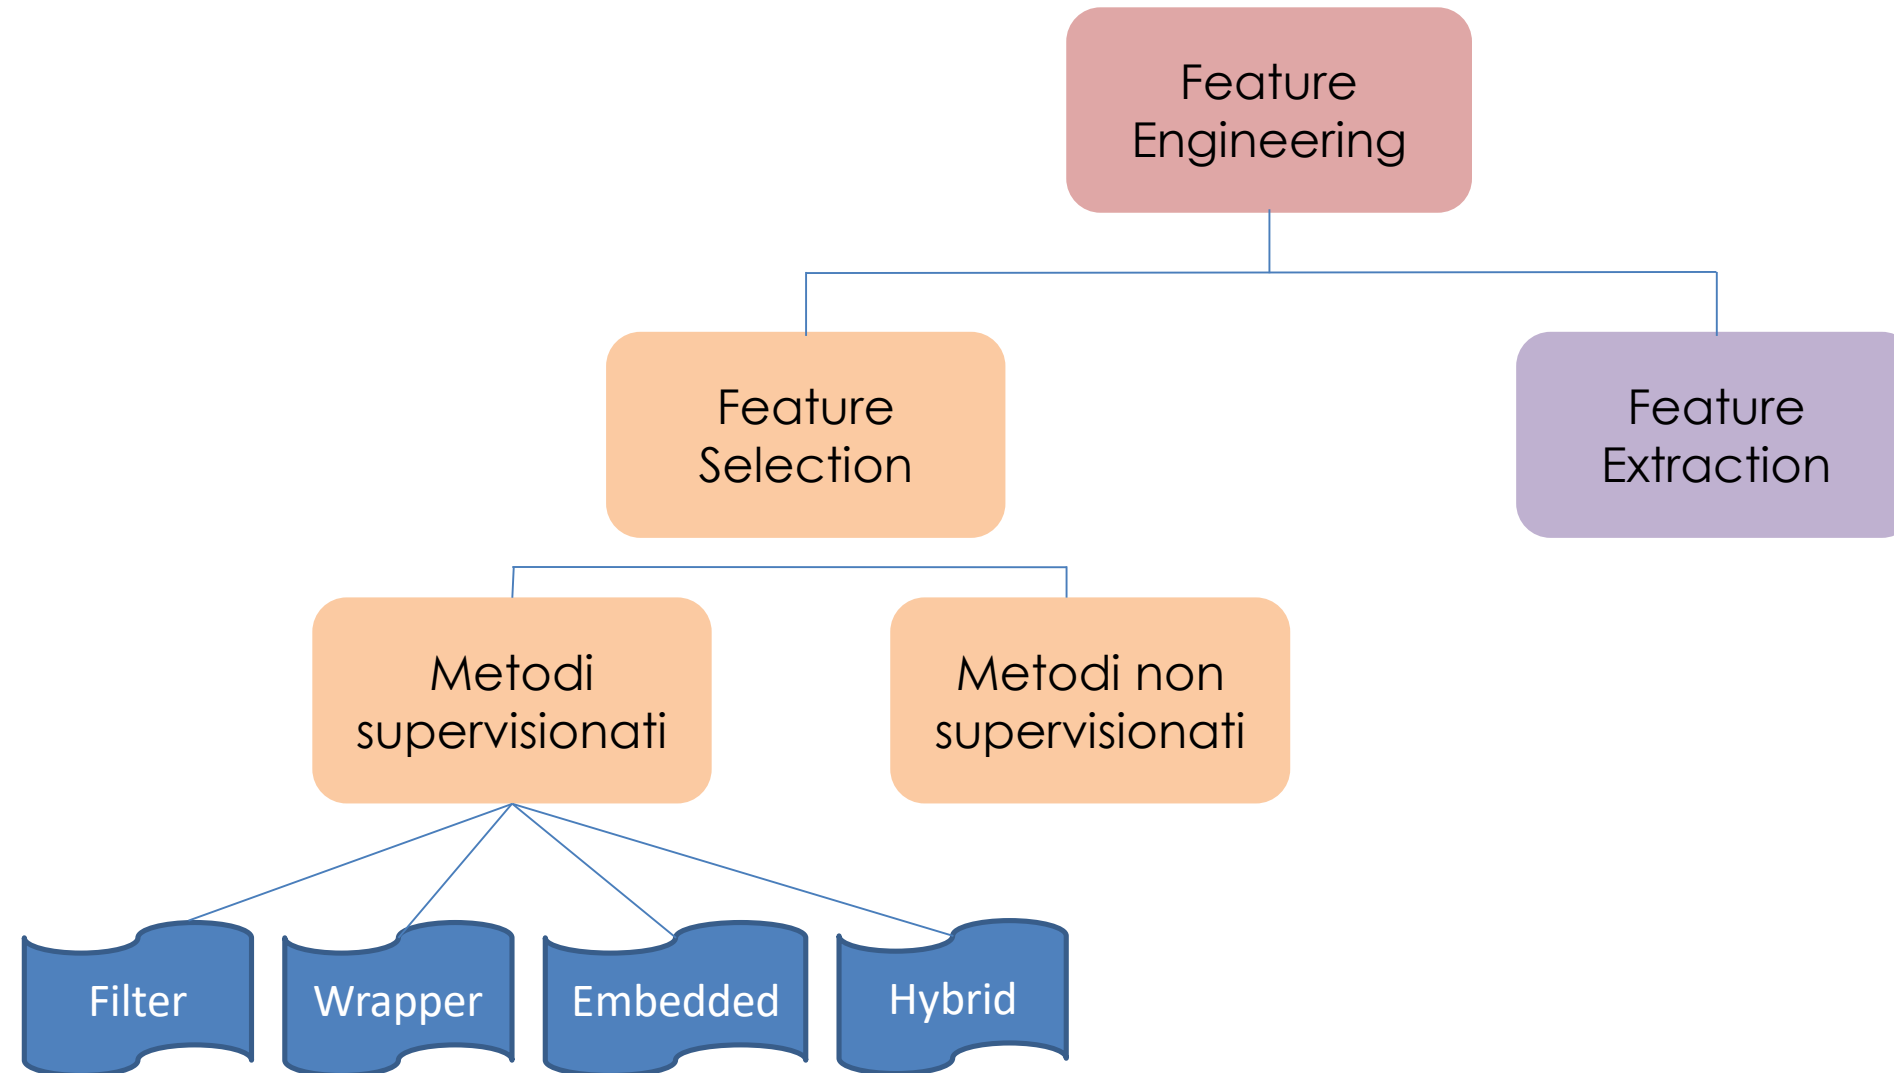 Feature
Engineering
Feature
Selection
Feature
Extraction
Metodi
supervisionati
Metodi non
supervisionati
Filter
Wrapper
Embedded
Hybrid